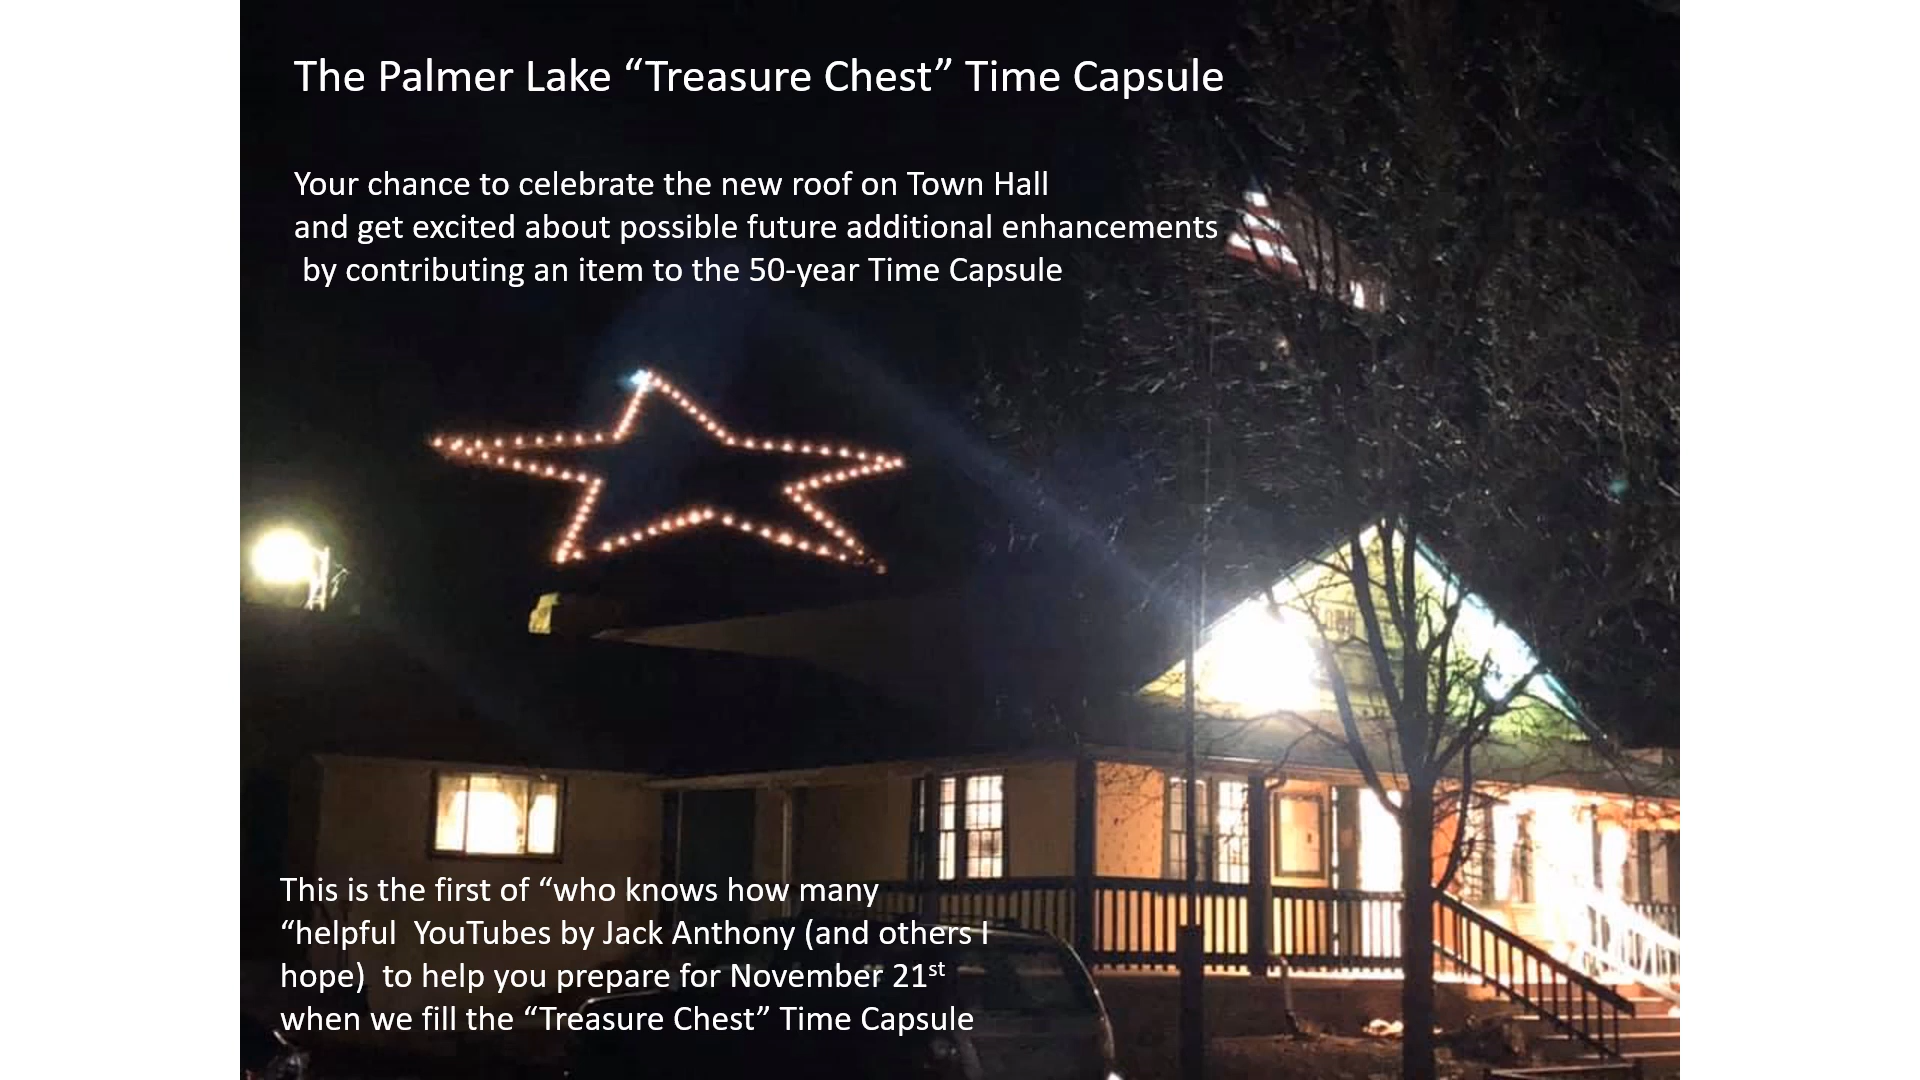 The Palmer Lake “Treasure Chest” Time Capsule
Your chance to celebrate the new roof on Town Hall
and get excited about possible future additional enhancements
by contributing an item to the 50-year Time Capsule
This is the first of “who knows how many
“helpful  YouTubes by Jack Anthony (and others I
hope)  to help you prepare for November 21st
when we fill the “Treasure Chest” Time Capsule